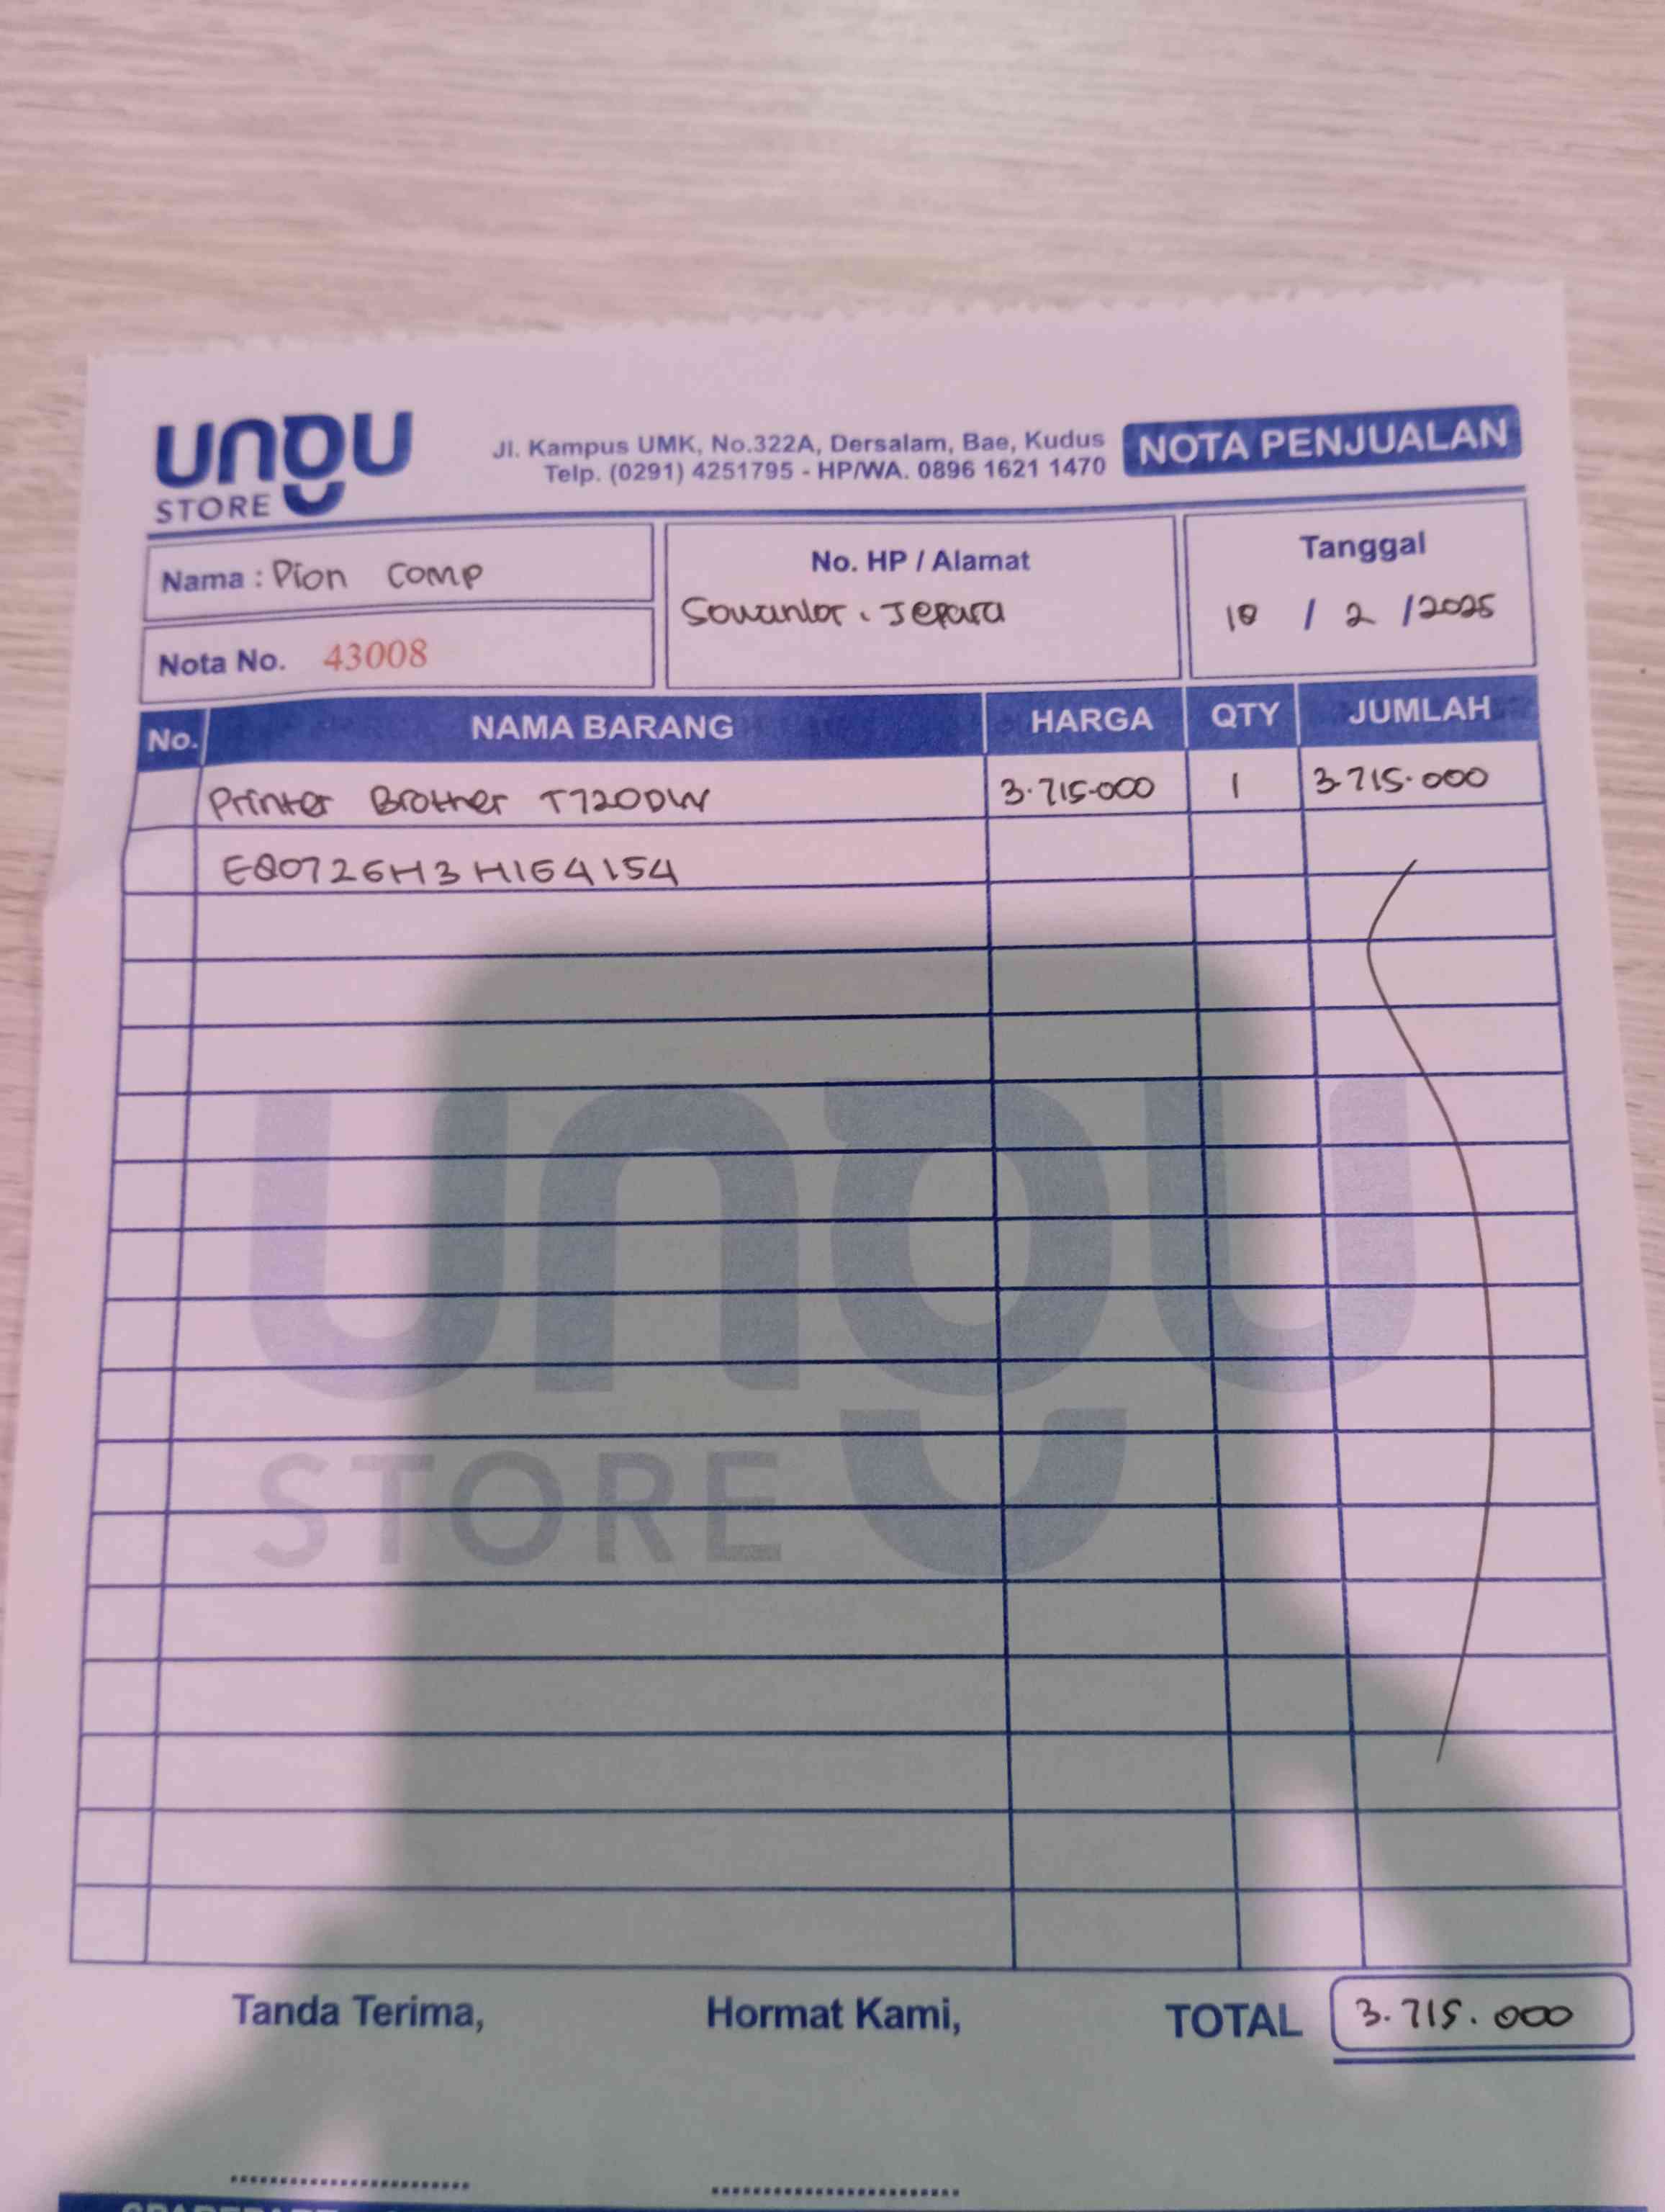 ungu
STORE
Jl. Kampus UMK, No.322A, Dersalam, Bae, Kudus
Telp. (0291) 4251795 - HP/WA. 0896 1621 1470
NOTA PENJUALAN
Nama : Pion Comp
Nota No. 43008
No. HP / Alamat
Sowanlor. Jepara
Tanggal
18 / 2 / 2025
No. NAMA BARANG HARGA QTY JUMLAH
Printer Brother T720DW 3.715.000 1 3.715.000
E80726H3H164154
ungu
STORE
Tanda Terima, Hormat Kami, TOTAL 3.715.000